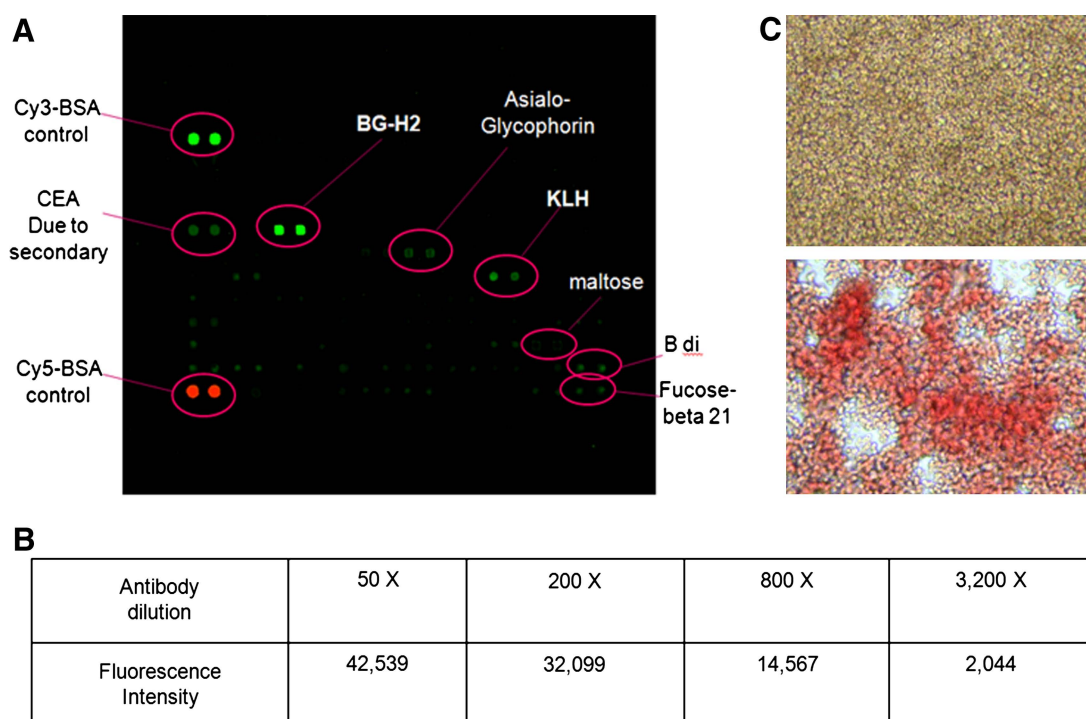 A
C
Cy3-BSA
control
BG-H2
Asialo-
Glycophorin
CEA
Due to
secondary
KLH
maltose
B di
Cy5-BSA
control
Fucose-
beta 21
B
Antibody
dilution
50 X
200 X
800 X
3,200 X
Fluorescence
Intensity
42,539
32,099
14,567
2,044